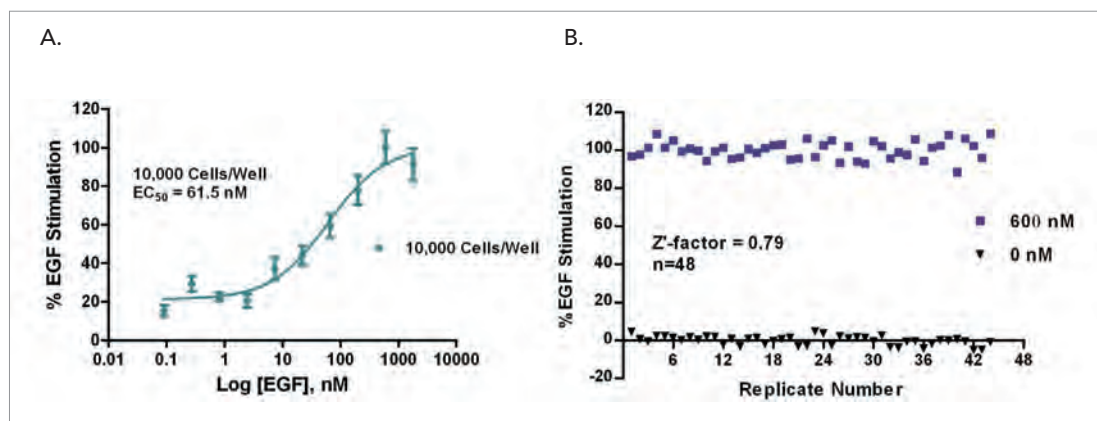 A.
B.
120
100
80
60
40
20
0
% EGF Stimulation
10,000 Cells/Well
EC50 = 61.5 nM
10,000 Cells/Well
0.01 0.1 1 10 100 1000 10000
Log [EGF], nM
120
100
80
60
40
20
0
-20
%EGF Stimulation
Z'-factor = 0.79
n=48
600 nM
0 nM
6 12 18 24 30 36 42 48
Replicate Number